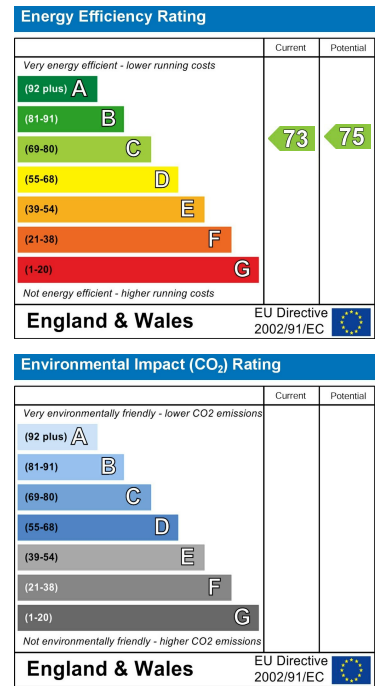 Energy Efficiency Rating
Current Potential
Very energy efficient - lower running costs
(92 plus) A
(81-91) B
(69-80) C 73 75
(55-68) D
(39-54) E
(21-38) F
(1-20) G
Not energy efficient - higher running costs
England & Wales EU Directive
2002/91/EC
Environmental Impact (CO₂) Rating
Current Potential
Very environmentally friendly - lower CO2 emissions
(92 plus) A
(81-91) B
(69-80) C
(55-68) D
(39-54) E
(21-38) F
(1-20) G
Not environmentally friendly - higher CO2 emissions
England & Wales EU Directive
2002/91/EC